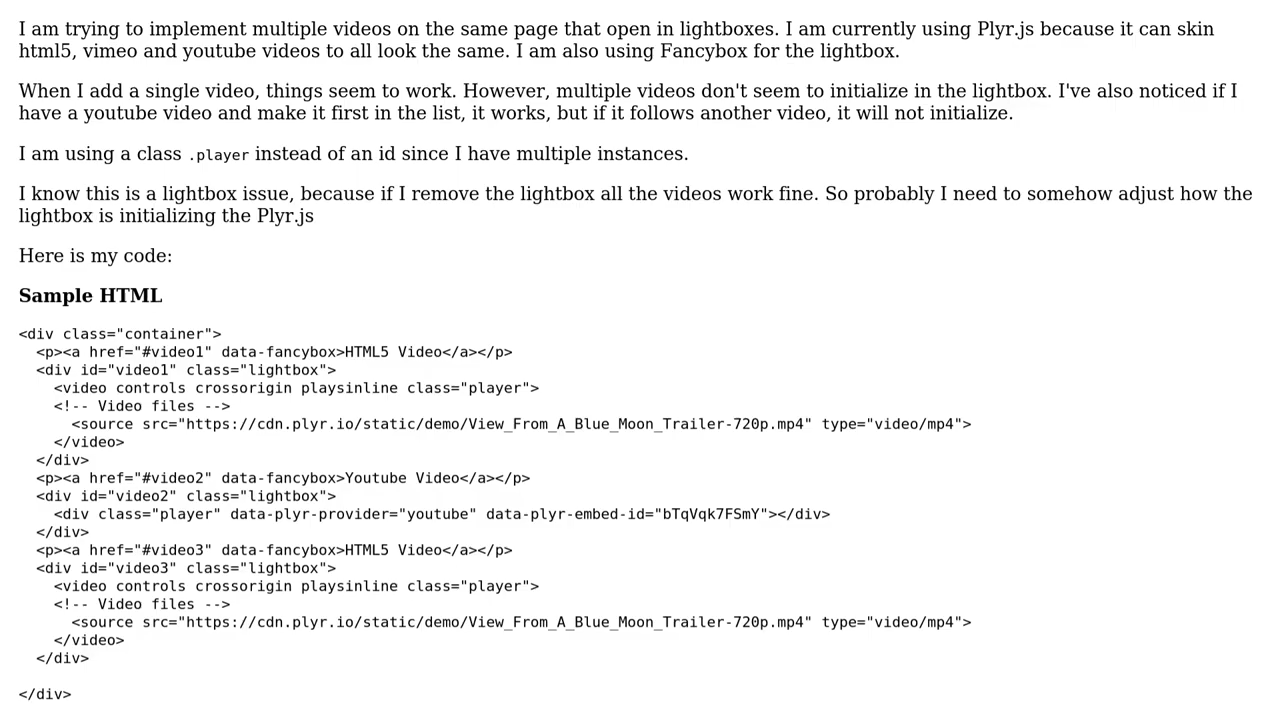 I am trying to implement multiple videos on the same page that open in lightboxes. I am currently using Plyr.js because it can skin
html5, vimeo and youtube videos to all look the same. I am also using Fancybox for the lightbox.
When I add a single video, things seem to work. However, multiple videos don't seem to initialize in the lightbox. I've also noticed if I
have a youtube video and make it first in the list, it works, but if it follows another video, it will not initialize.
I am using a class .player instead of an id since I have multiple instances.
I know this is a lightbox issue, because if I remove the lightbox all the videos work fine. So probably I need to somehow adjust how the
lightbox is initializing the Plyr.js
Here is my code:
Sample HTML
<div class="container">
  <p><a href="#video1" data-fancybox>HTML5 Video</a></p>
  <div id="video1" class="lightbox">
    <video controls crossorigin playsinline class="player">
    <!-- Video files -->
      <source src="https://cdn.plyr.io/static/demo/View_From_A_Blue_Moon_Trailer-720p.mp4" type="video/mp4">
    </video>
  </div>
  <p><a href="#video2" data-fancybox>Youtube Video</a></p>
  <div id="video2" class="lightbox">
    <div class="player" data-plyr-provider="youtube" data-plyr-embed-id="bTqVqk7FSmY"></div>
  </div>
  <p><a href="#video3" data-fancybox>HTML5 Video</a></p>
  <div id="video3" class="lightbox">
    <video controls crossorigin playsinline class="player">
    <!-- Video files -->
      <source src="https://cdn.plyr.io/static/demo/View_From_A_Blue_Moon_Trailer-720p.mp4" type="video/mp4">
    </video>
  </div>
</div>